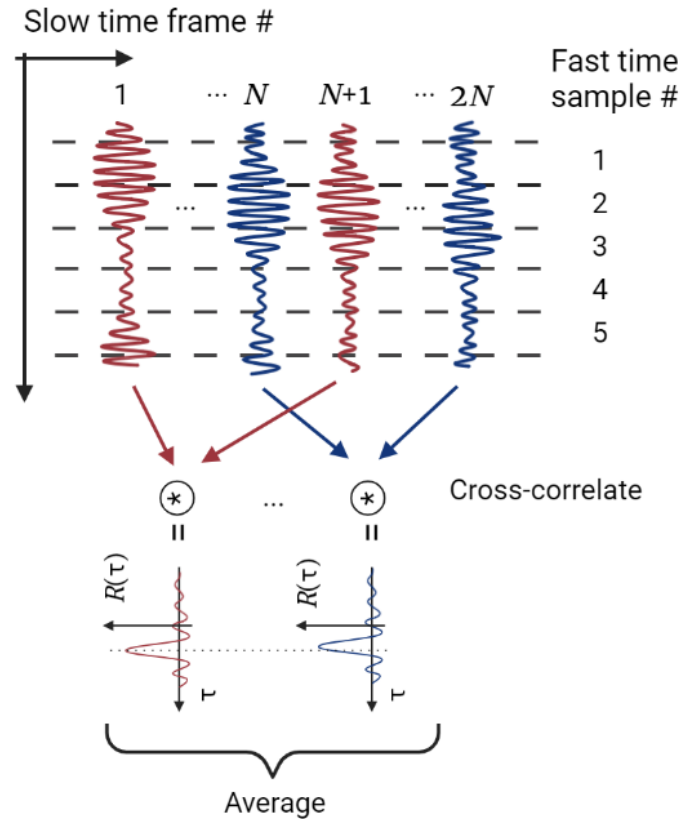 Slow time frame #
Fast time
sample #
1 ... N N+1 ... 2N
1
... ... 2
3
4
5
* ... * Cross-correlate
= =
R(τ) R(τ)
τ τ
Average